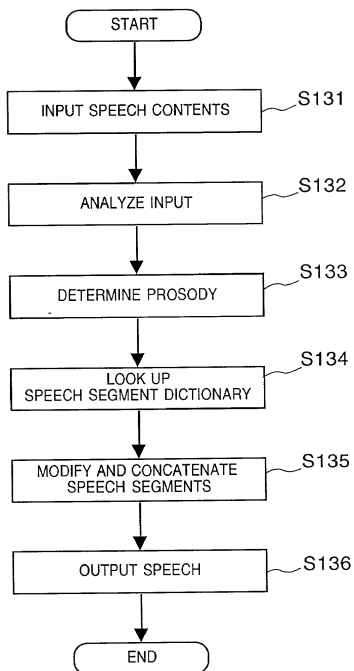 START
INPUT SPEECH CONTENTS
S131
ANALYZE INPUT
S132
DETERMINE PROSODY
S133
LOOK UP
SPEECH SEGMENT DICTIONARY
S134
MODIFY AND CONCATENATE
SPEECH SEGMENTS
S135
OUTPUT SPEECH
S136
END